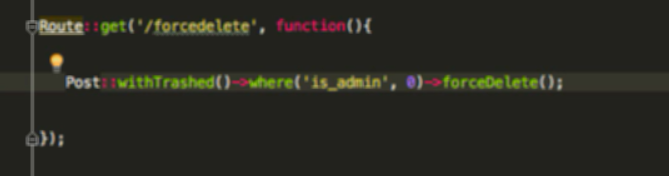 Route::get('/forcedelete', function(){
Post::withTrashed()->where('is_admin', 0)->forceDelete();
});